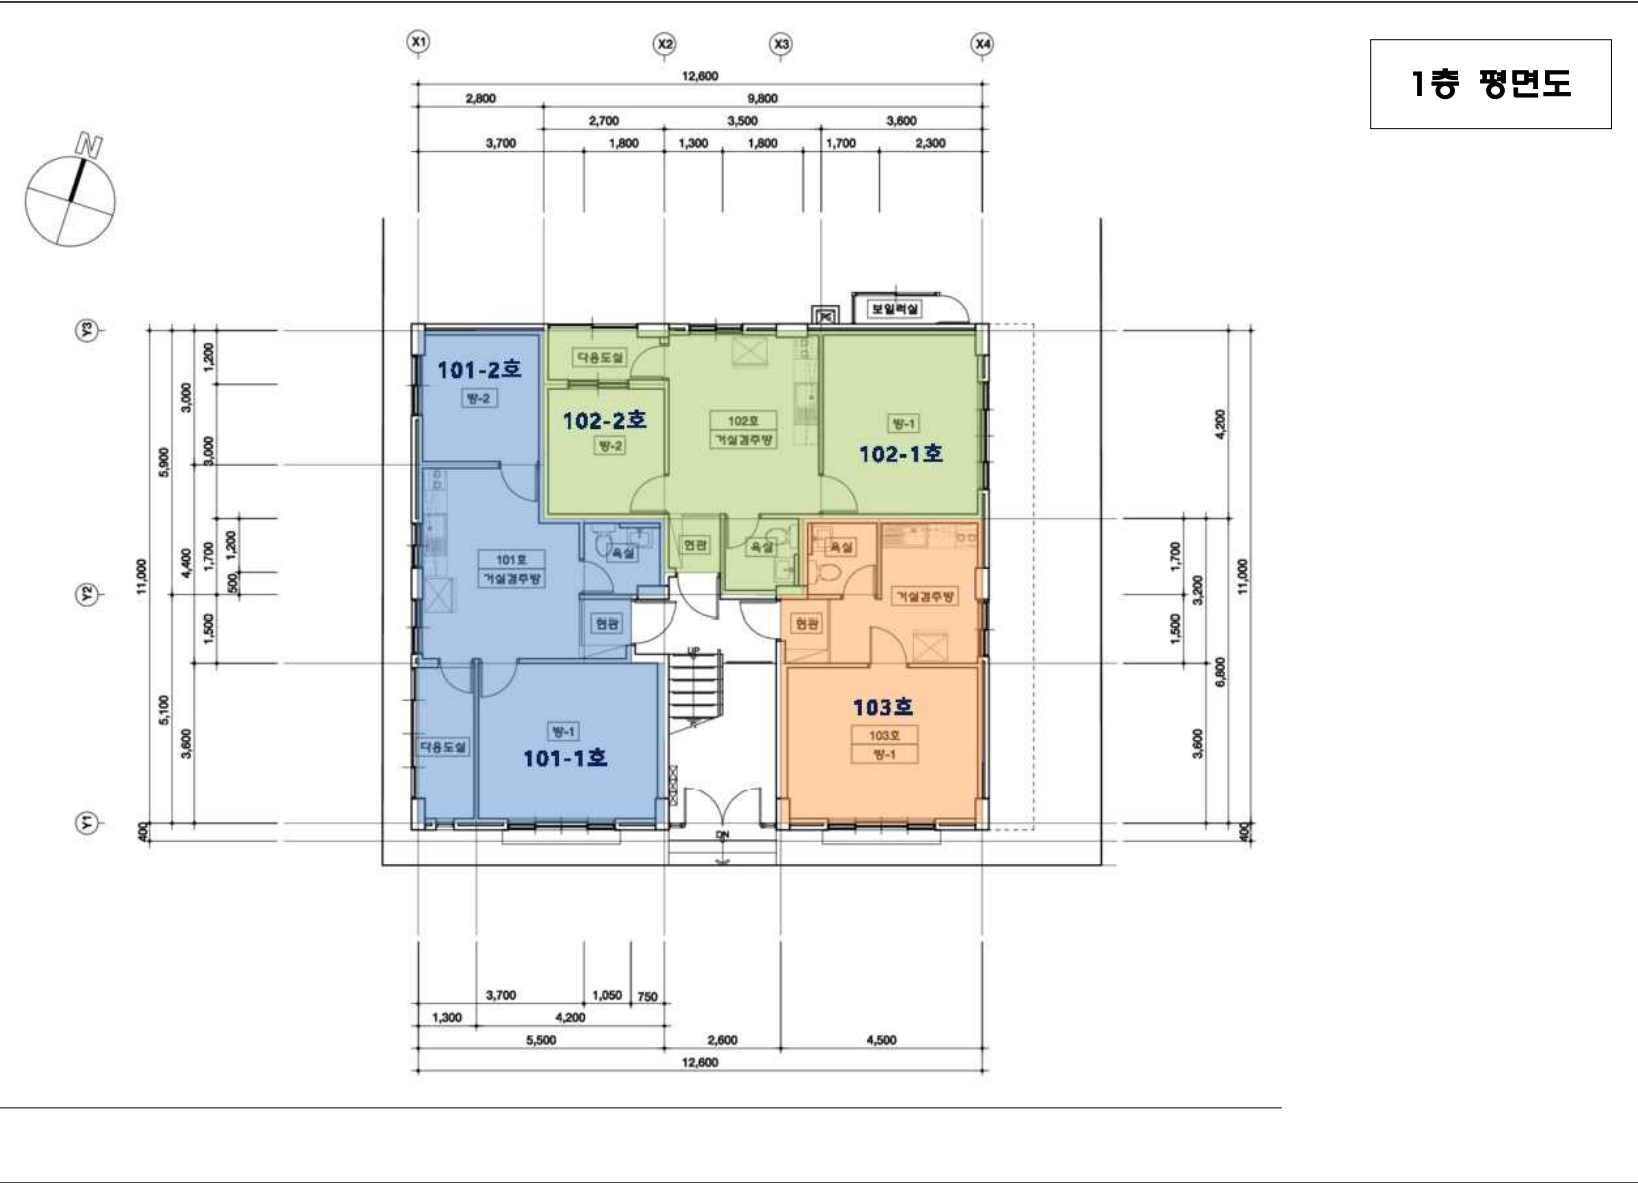 1층 평면도
X1
X2
X3
X4
12,600
2,800
9,800
2,700
3,500
3,600
3,700
1,800
1,300
1,800
1,700
2,300
N
보일러실
Y3
Y2
Y1
11,000
400
5,900
5,100
3,000
4,400
3,600
1,200
3,000
1,700
1,500
1,200
500
101-2호
방-2
다용도실
102-2호
방-2
102호
거실겸주방
방-1
102-1호
101호
거실겸주방
욕실
현관
현관
욕실
욕실
거실겸주방
현관
UP
다용도실
방-1
101-1호
103호
103호
방-1
DN
4,200
1,700
1,500
3,200
3,600
6,800
11,000
400
3,700
1,050
750
1,300
4,200
5,500
2,600
4,500
12,600